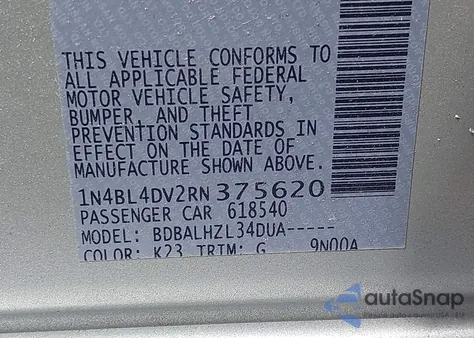 THIS VEHICLE CONFORMS TO
ALL APPLICABLE FEDERAL
MOTOR VEHICLE SAFETY,
BUMPER, AND THEFT
PREVENTION STANDARDS IN
EFFECT ON THE DATE OF
MANUFACTURE SHOWN ABOVE.
1N4BL4DV2RN375620
PASSENGER CAR 618540
MODEL: BDBALHZL34DUA-----
COLOR: K23 TRIM: G 9N00A
autaSnap